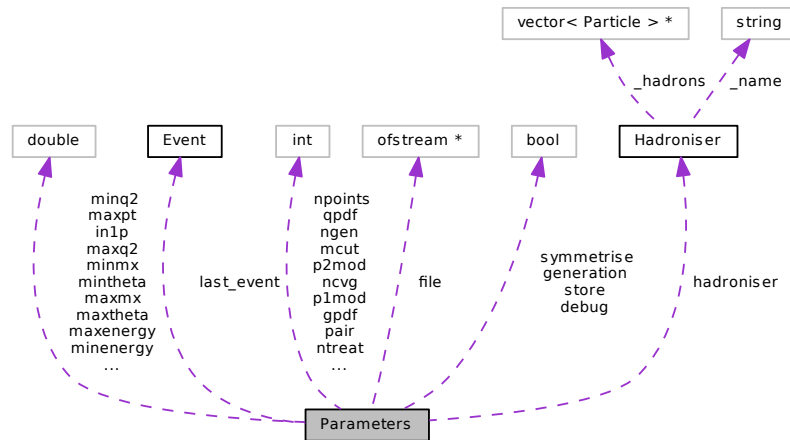 vector< Particle > *
string
_hadrons
_name
double
Event
int
ofstream *
bool
Hadroniser
minq2
maxpt
in1p
maxq2
minmx
mintheta
maxmx
maxtheta
maxenergy
minenergy
...
last_event
npoints
qpdf
ngen
mcut
p2mod
ncvg
p1mod
gpdf
pair
ntreat
...
file
symmetrise
generation
store
debug
hadroniser
Parameters